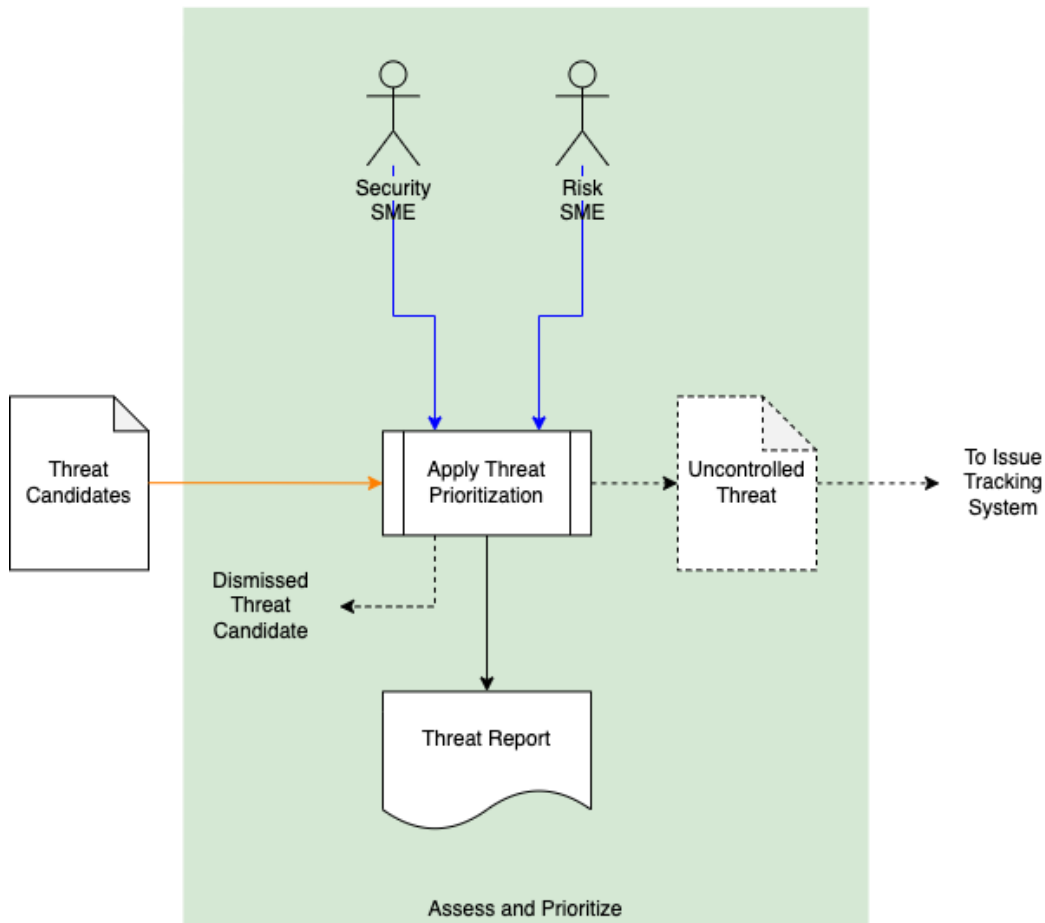 Security
SME
Risk
SME
Threat
Candidates
Apply Threat
Prioritization
Uncontrolled
Threat
To Issue
Tracking
System
Dismissed
Threat
Candidate
Threat Report
Assess and Prioritize